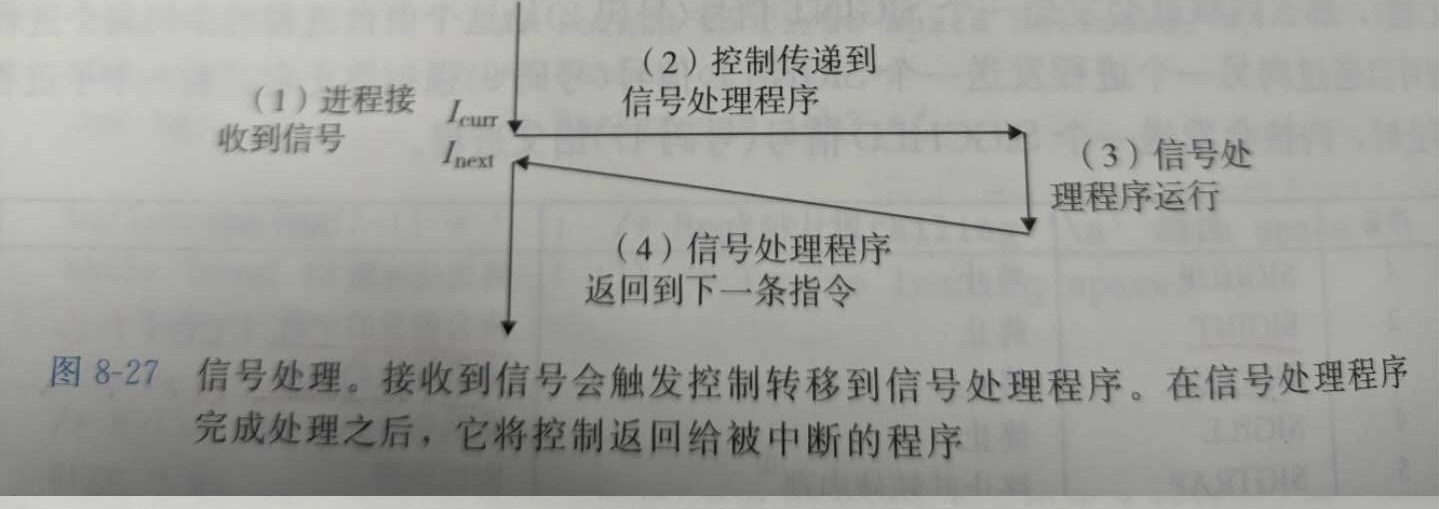 (2)控制传递到
信号处理程序
(1)进程接
收到信号
Icurr
Inext
(3)信号处
理程序运行
(4)信号处理程序
返回到下一条指令
图 8-27 信号处理。接收到信号会触发控制转移到信号处理程序。在信号处理程序
完成处理之后,它将控制返回给被中断的程序